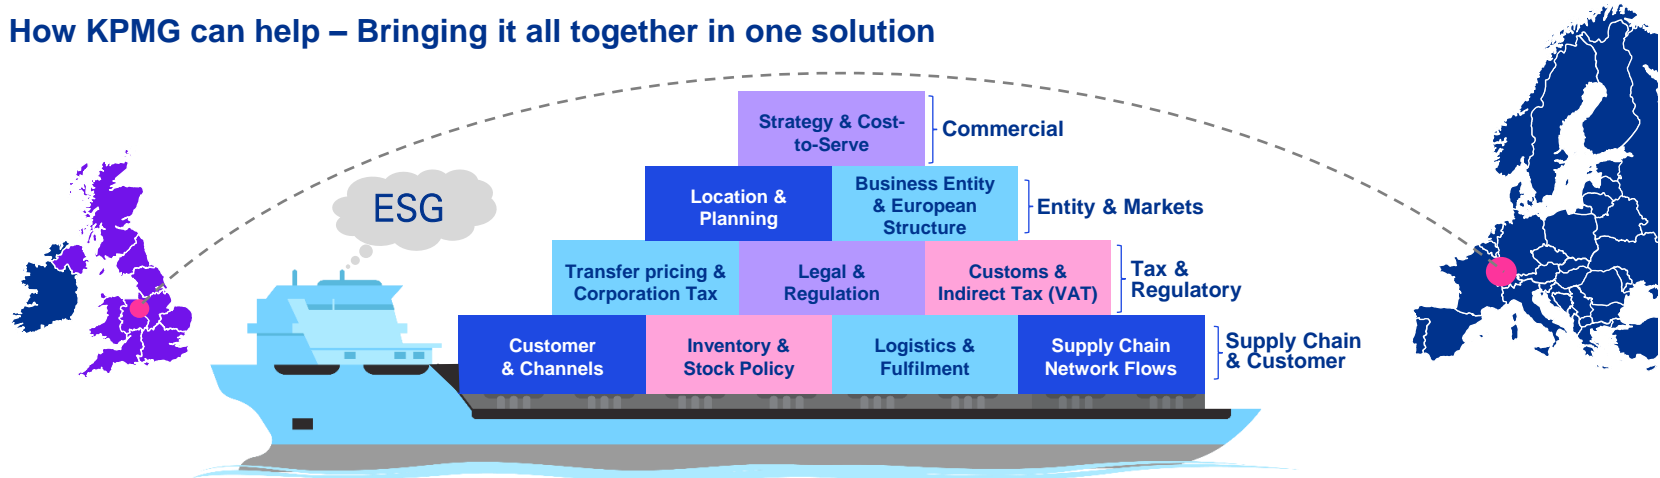 How KPMG can help – Bringing it all together in one solution
Strategy & Cost-
to-Serve
Commercial
ESG
Location &
Planning
Business Entity
& European
Structure
Entity & Markets
Transfer pricing &
Corporation Tax
Legal &
Regulation
Customs &
Indirect Tax (VAT)
Tax &
Regulatory
Customer
& Channels
Inventory &
Stock Policy
Logistics &
Fulfilment
Supply Chain
Network Flows
Supply Chain
& Customer